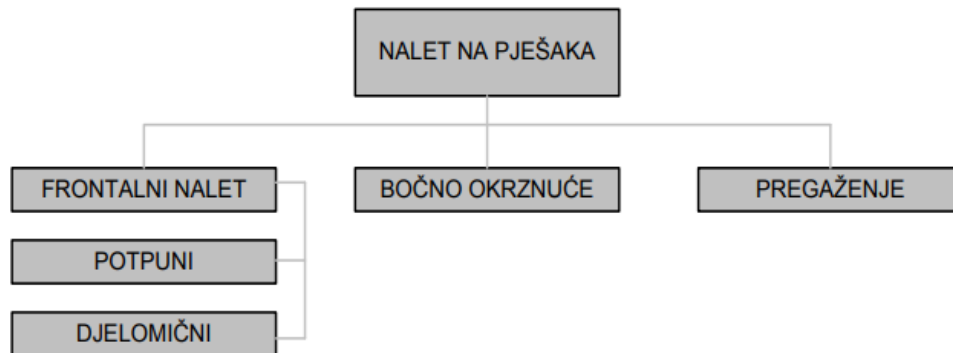 NALET NA PJEŠAKA
FRONTALNI NALET
BOČNO OKRZNUĆE
PREGAŽENJE
POTPUNI
DJELOMIČNI